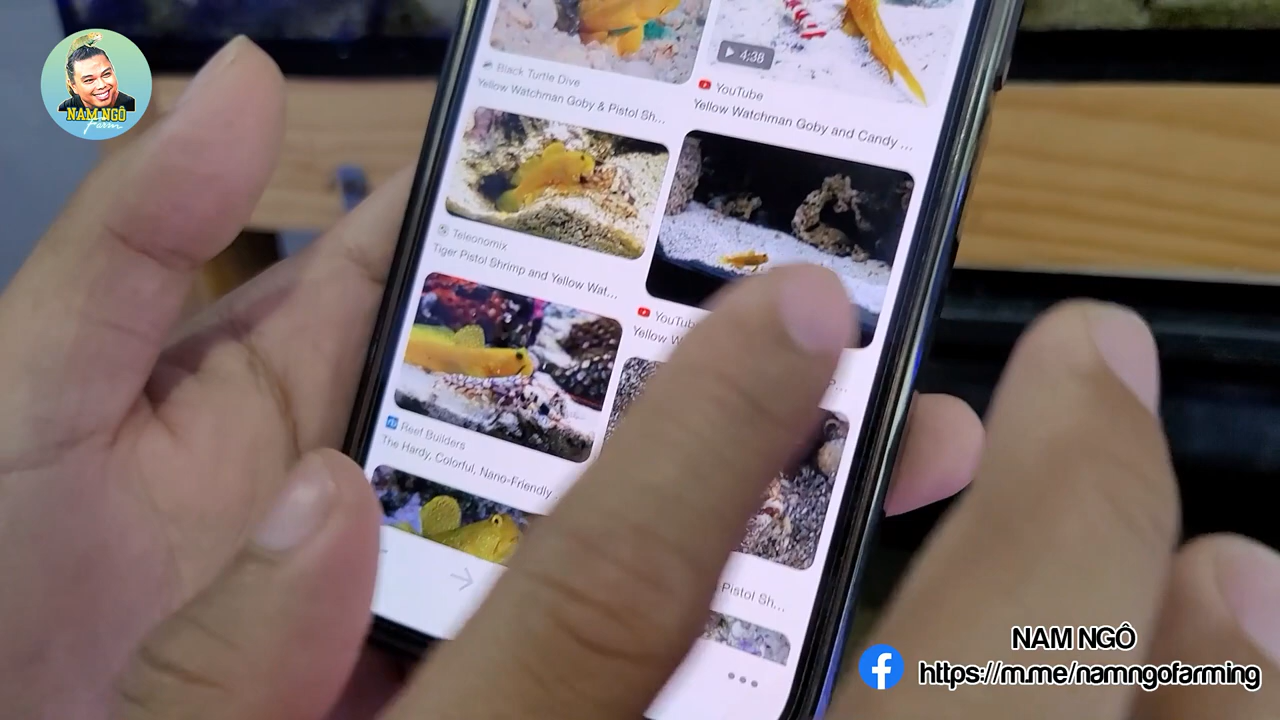 NAM NGÔ
Farm
4:38
Black Turtle Dive
Yellow Watchman Goby & Pistol Sh...
YouTube
Yellow Watchman Goby and Candy ...
Teleonomix
Tiger Pistol Shrimp and Yellow Wat...
YouTub
Yellow W
Reef Builders
The Hardy, Colorful, Nano-Friendly
Pistol Sh...
NAM NGÔ
https://m.me/namngofarming